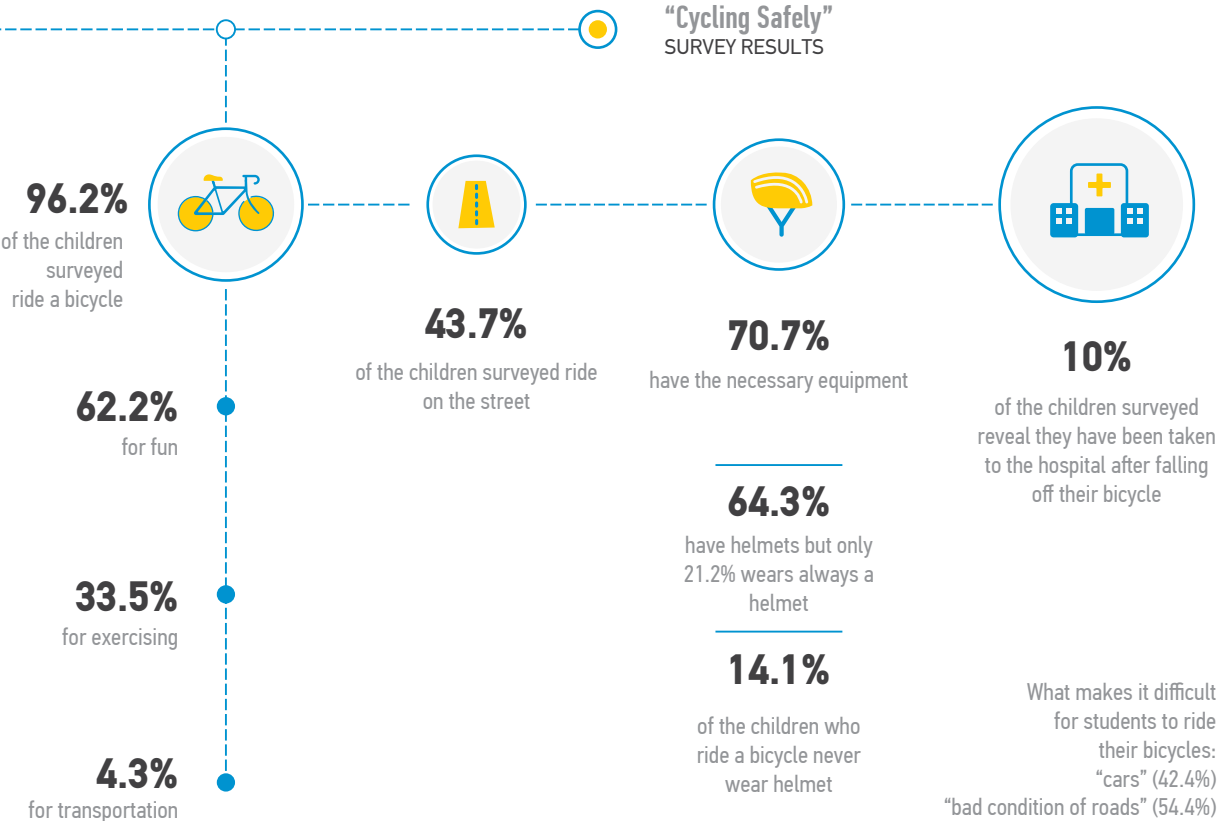 “Cycling Safely”
SURVEY RESULTS
96.2%
of the children
surveyed
ride a bicycle
62.2%
for fun
33.5%
for exercising
4.3%
for transportation
43.7%
of the children surveyed ride
on the street
70.7%
have the necessary equipment
64.3%
have helmets but only
21.2% wears always a
helmet
14.1%
of the children who
ride a bicycle never
wear helmet
10%
of the children surveyed
reveal they have been taken
to the hospital after falling
off their bicycle
What makes it difficult
for students to ride
their bicycles:
“cars” (42.4%)
“bad condition of roads” (54.4%)